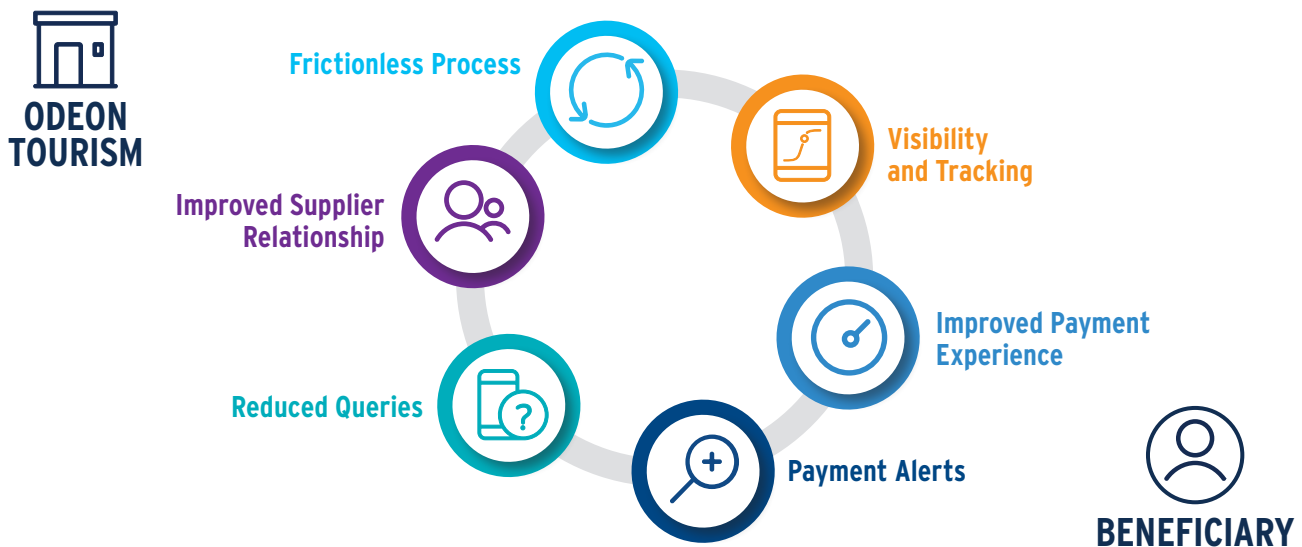 ODEON
TOURISM
Frictionless Process
Visibility
and Tracking
Improved Supplier
Relationship
Improved Payment
Experience
Reduced Queries
?
Payment Alerts
BENEFICIARY